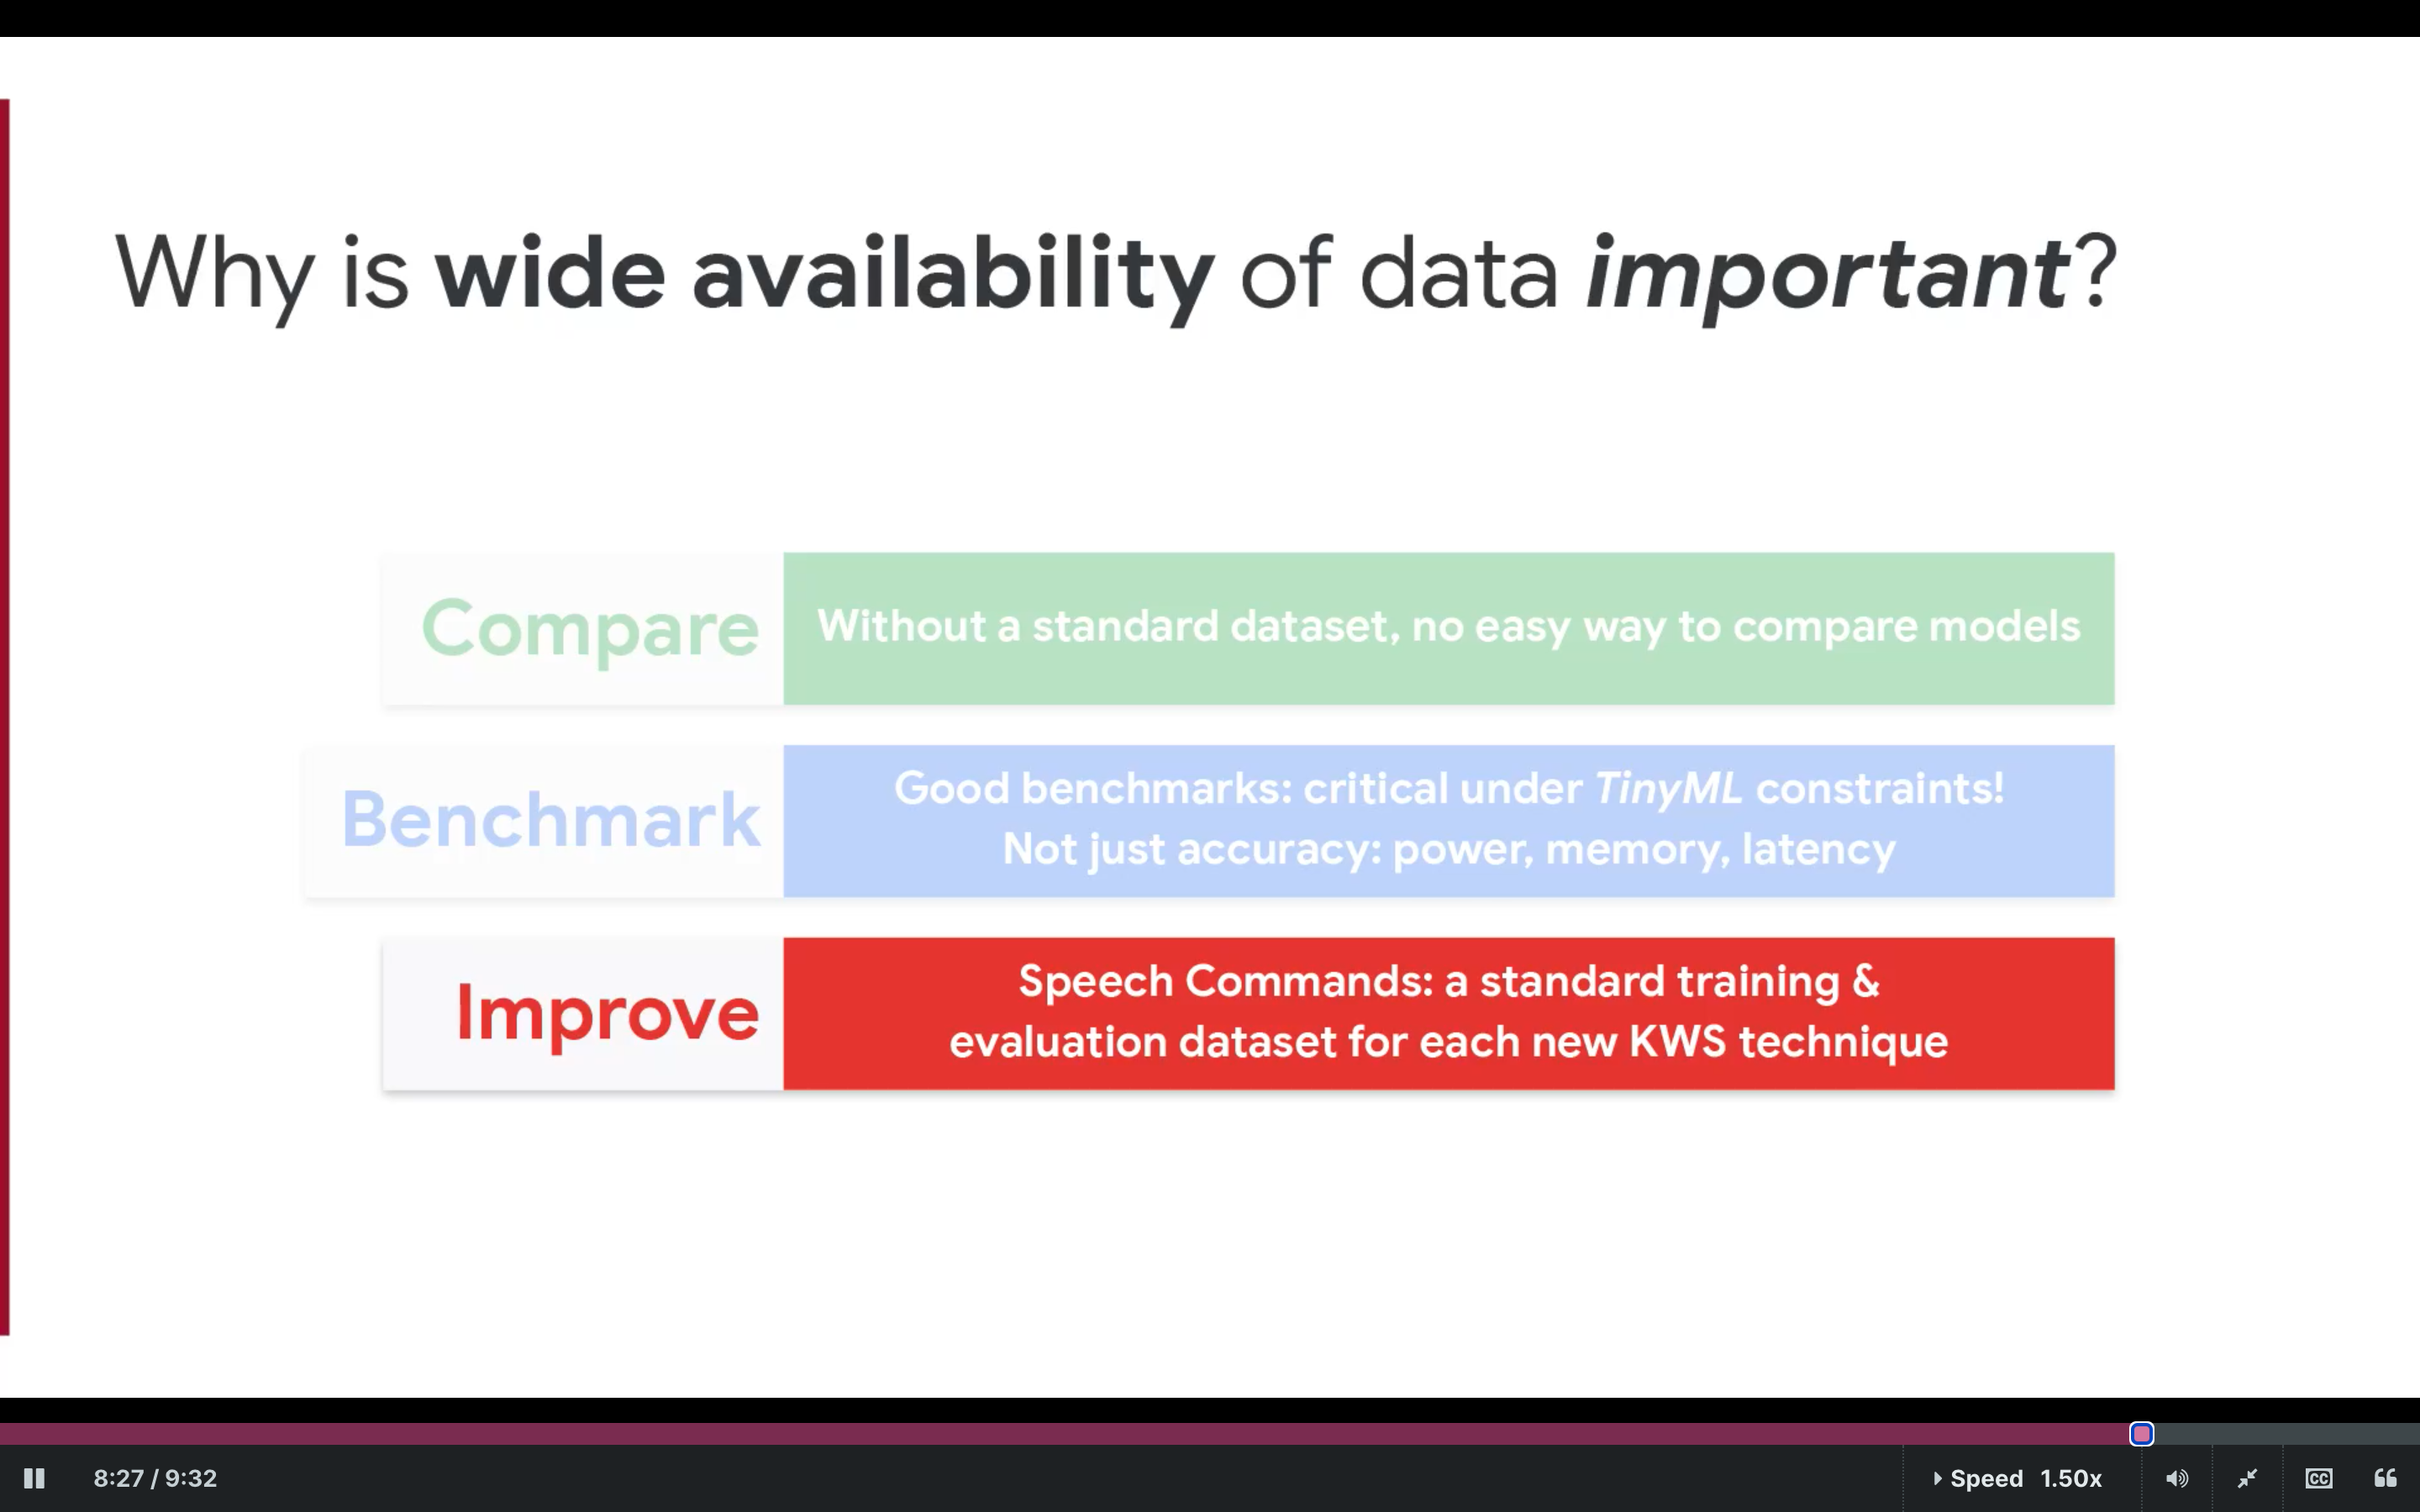 Why is wide availability of data important?
Compare
Without a standard dataset, no easy way to compare models
Benchmark
Good benchmarks: critical under TinyML constraints!
Not just accuracy: power, memory, latency
Improve
Speech Commands: a standard training &
evaluation dataset for each new KWS technique
8:27 / 9:32
Speed 1.50x
CC